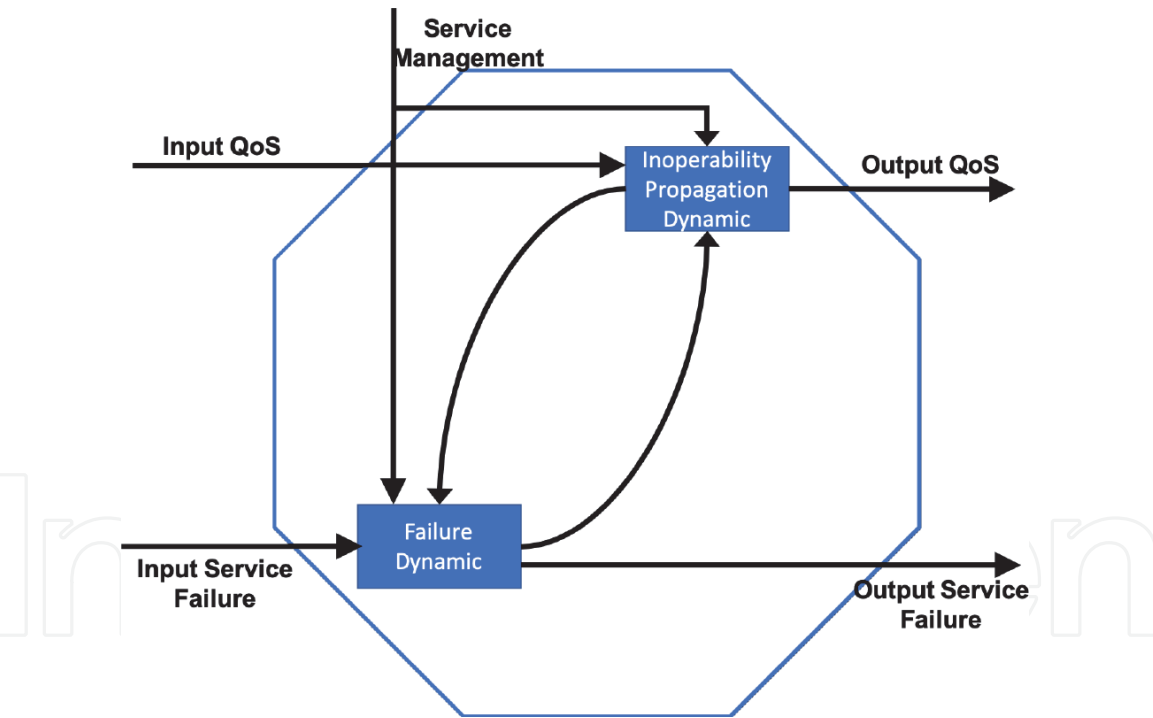 Service
Management
Input QoS
Inoperability
Propagation
Dynamic
Output QoS
Failure
Dynamic
Input Service
Failure
Output Service
Failure